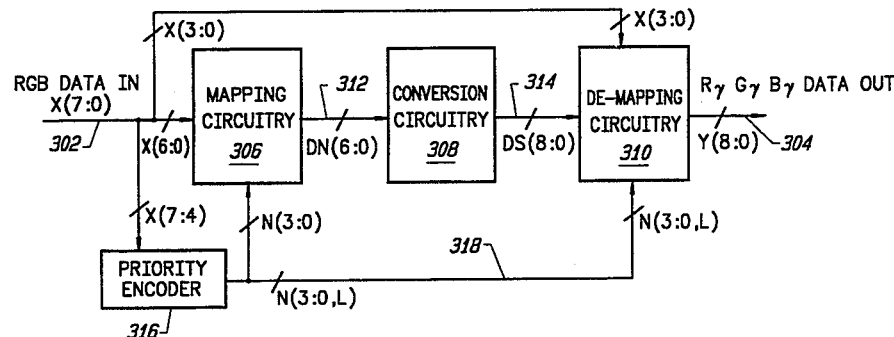 X(3:0)
X(3:0)
RGB DATA IN
X(7:0)
302
X(6:0)
MAPPING
CIRCUITRY
306
312
DN(6:0)
CONVERSION
CIRCUITRY
308
314
DS(8:0)
DE-MAPPING
CIRCUITRY
310
Rγ Gγ Bγ DATA OUT
Y(8:0)
304
X(7:4)
N(3:0)
N(3:0,L)
PRIORITY
ENCODER
316
N(3:0,L)
318